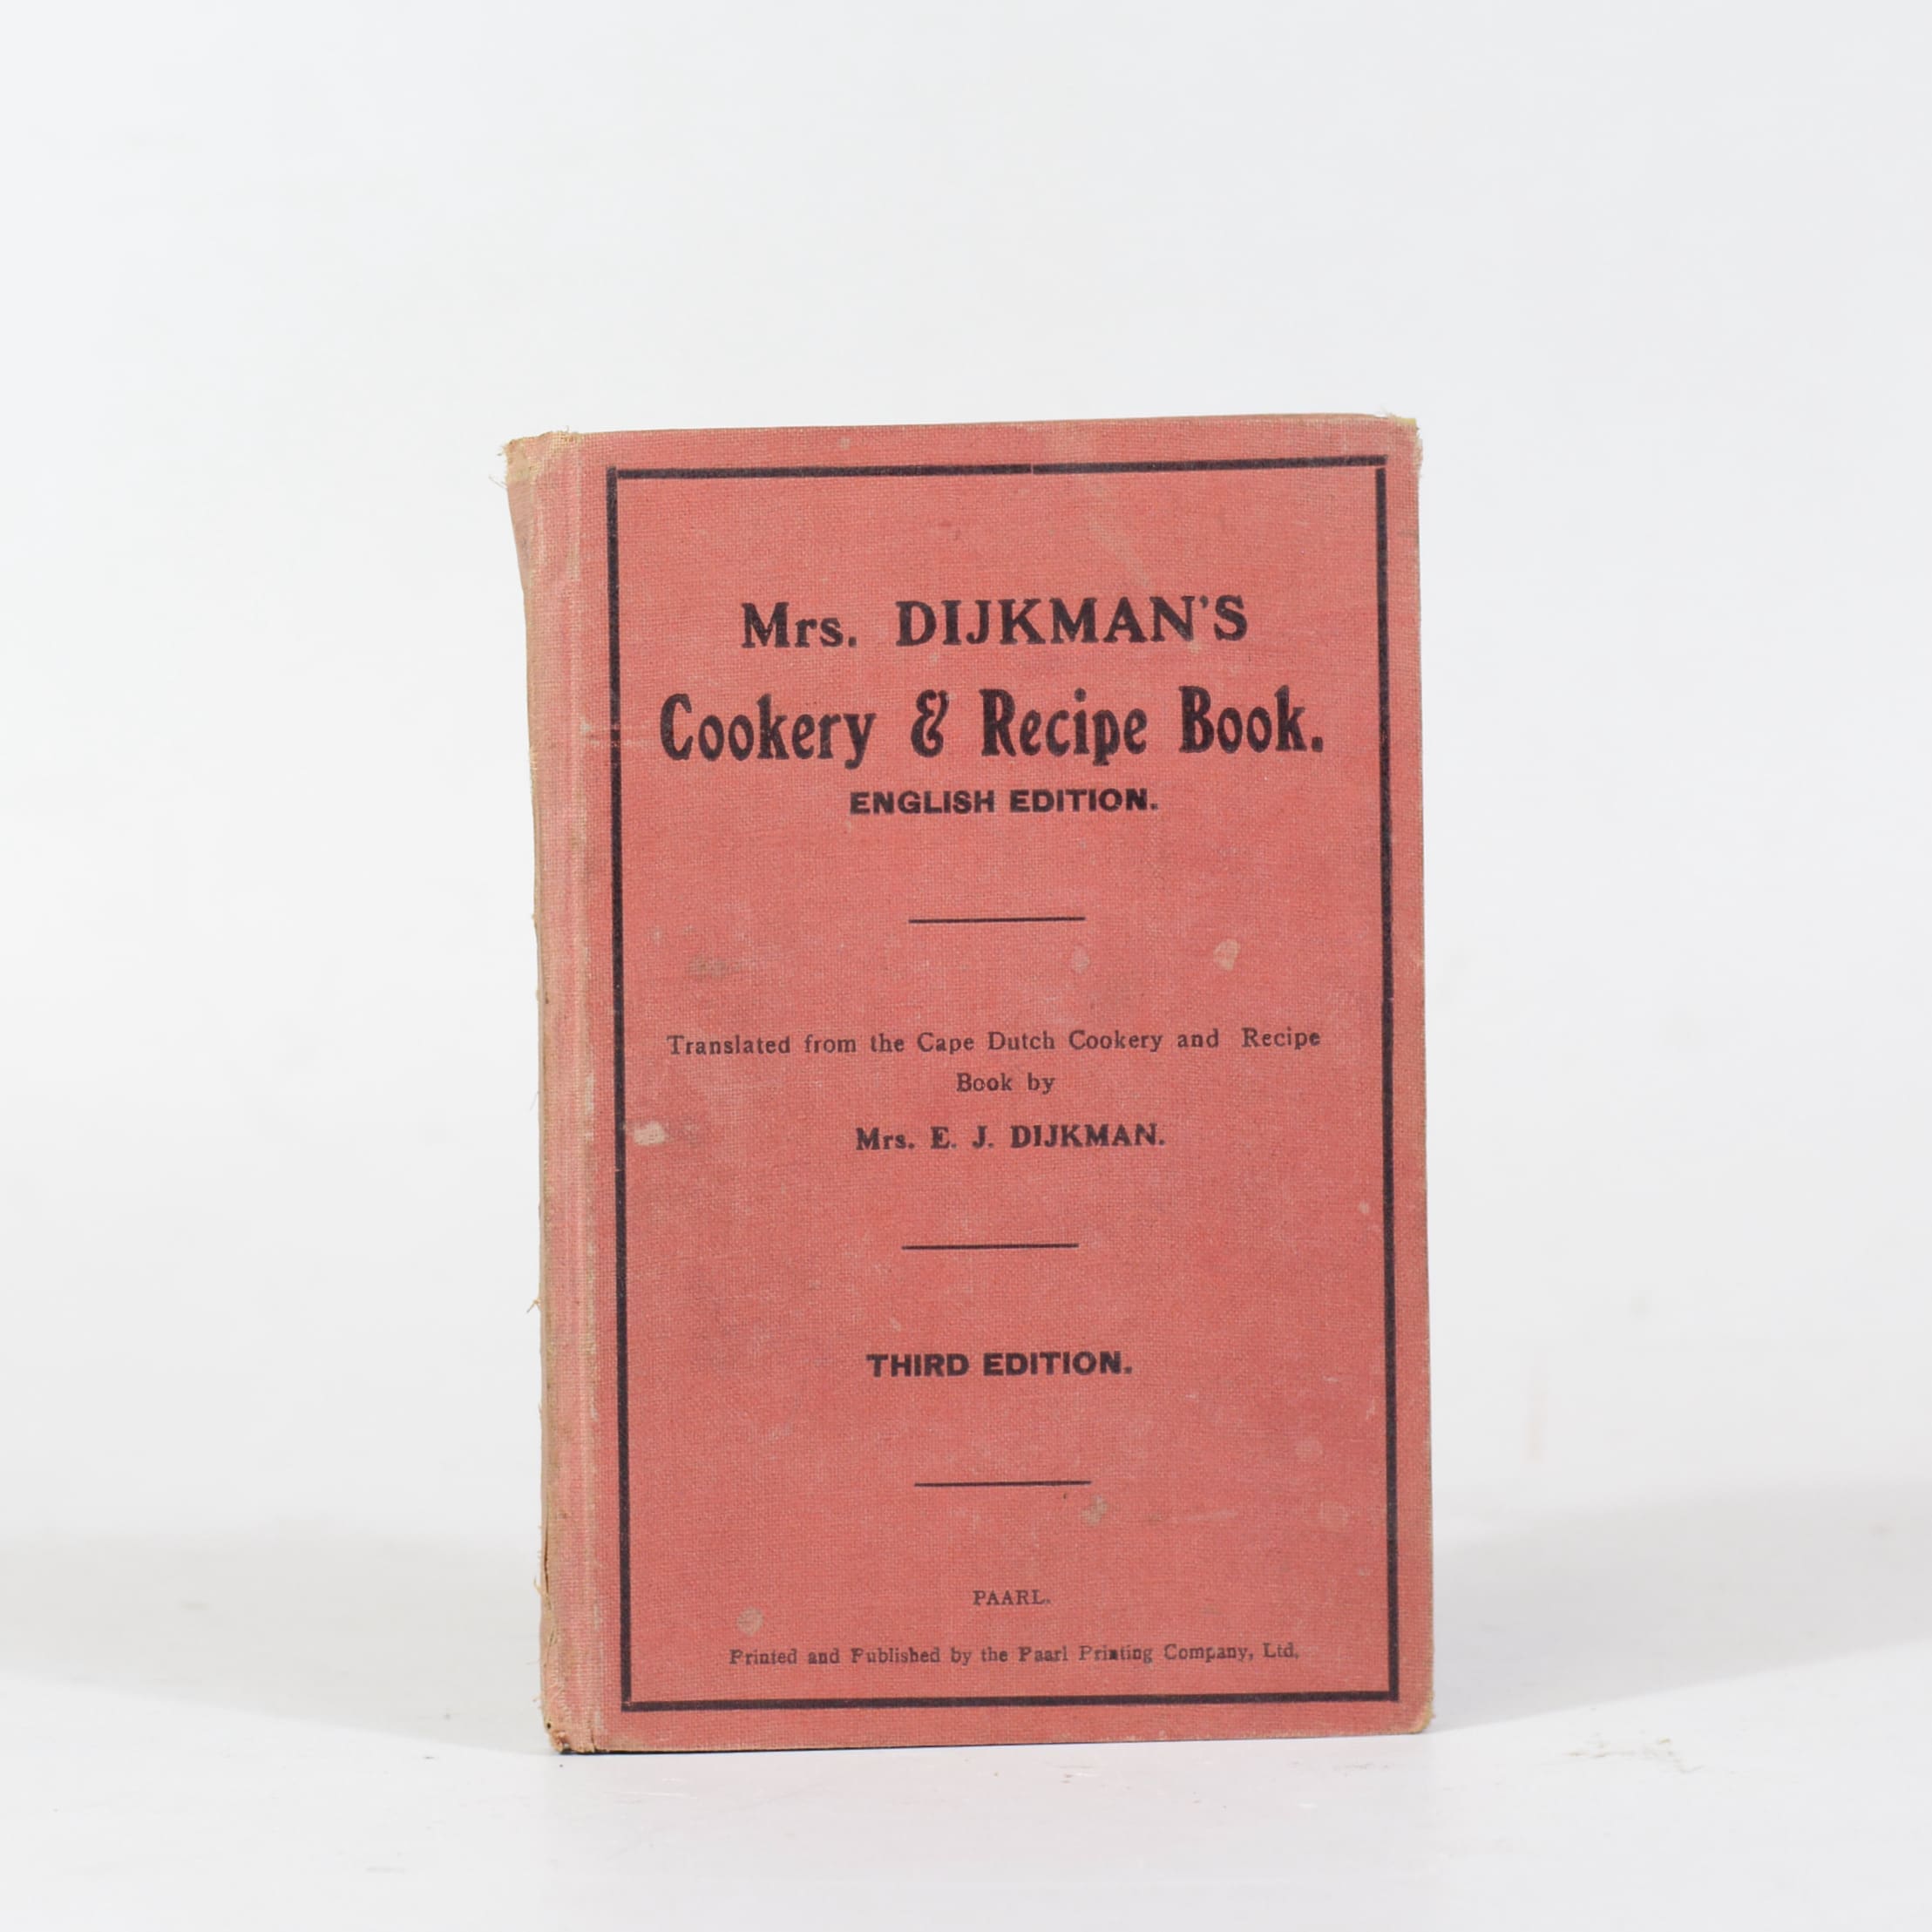 Mrs. DIJKMAN'S
Cookery & Recipe Book.
ENGLISH EDITION.
Translated from the Cape Dutch Cookery and Recipe
Book by
Mrs. E. J. DIJKMAN.
THIRD EDITION.
PAARL.
Printed and Published by the Paarl Printing Company, Ltd.